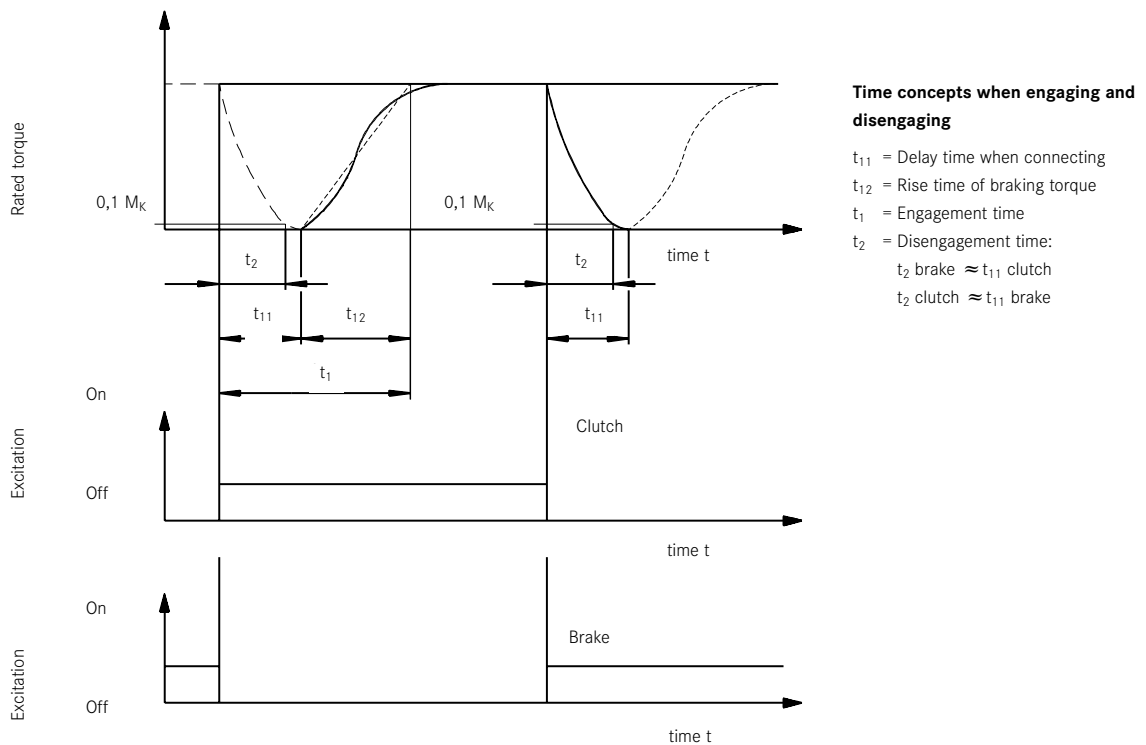 Rated torque
0,1 M_K
0,1 M_K
time t
t₂
t₂
t₁₁
t₁₂
t₁₁
t₁
Time concepts when engaging and
disengaging
t₁₁ = Delay time when connecting
t₁₂ = Rise time of braking torque
t₁ = Engagement time
t₂ = Disengagement time:
t₂ brake ≈ t₁₁ clutch
t₂ clutch ≈ t₁₁ brake
Excitation
On
Off
Clutch
time t
Excitation
On
Off
Brake
time t